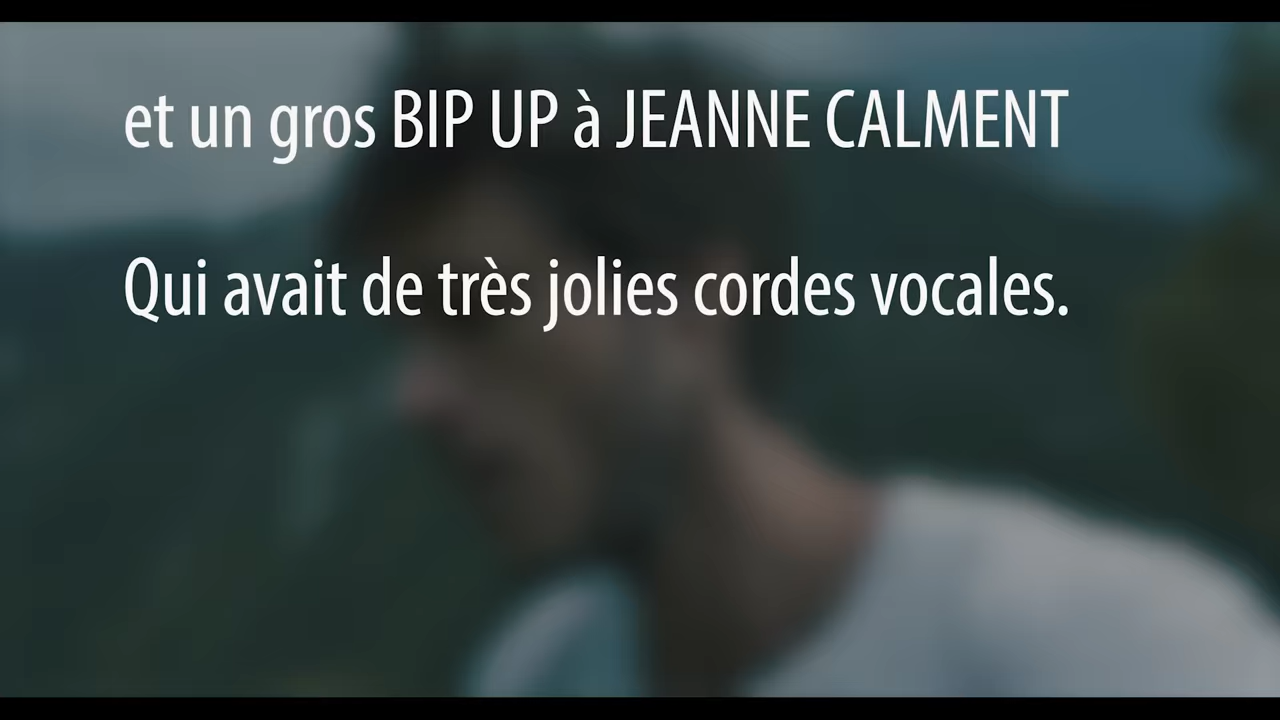 et un gros BIP UP à JEANNE CALMENT
Qui avait de très jolies cordes vocales.